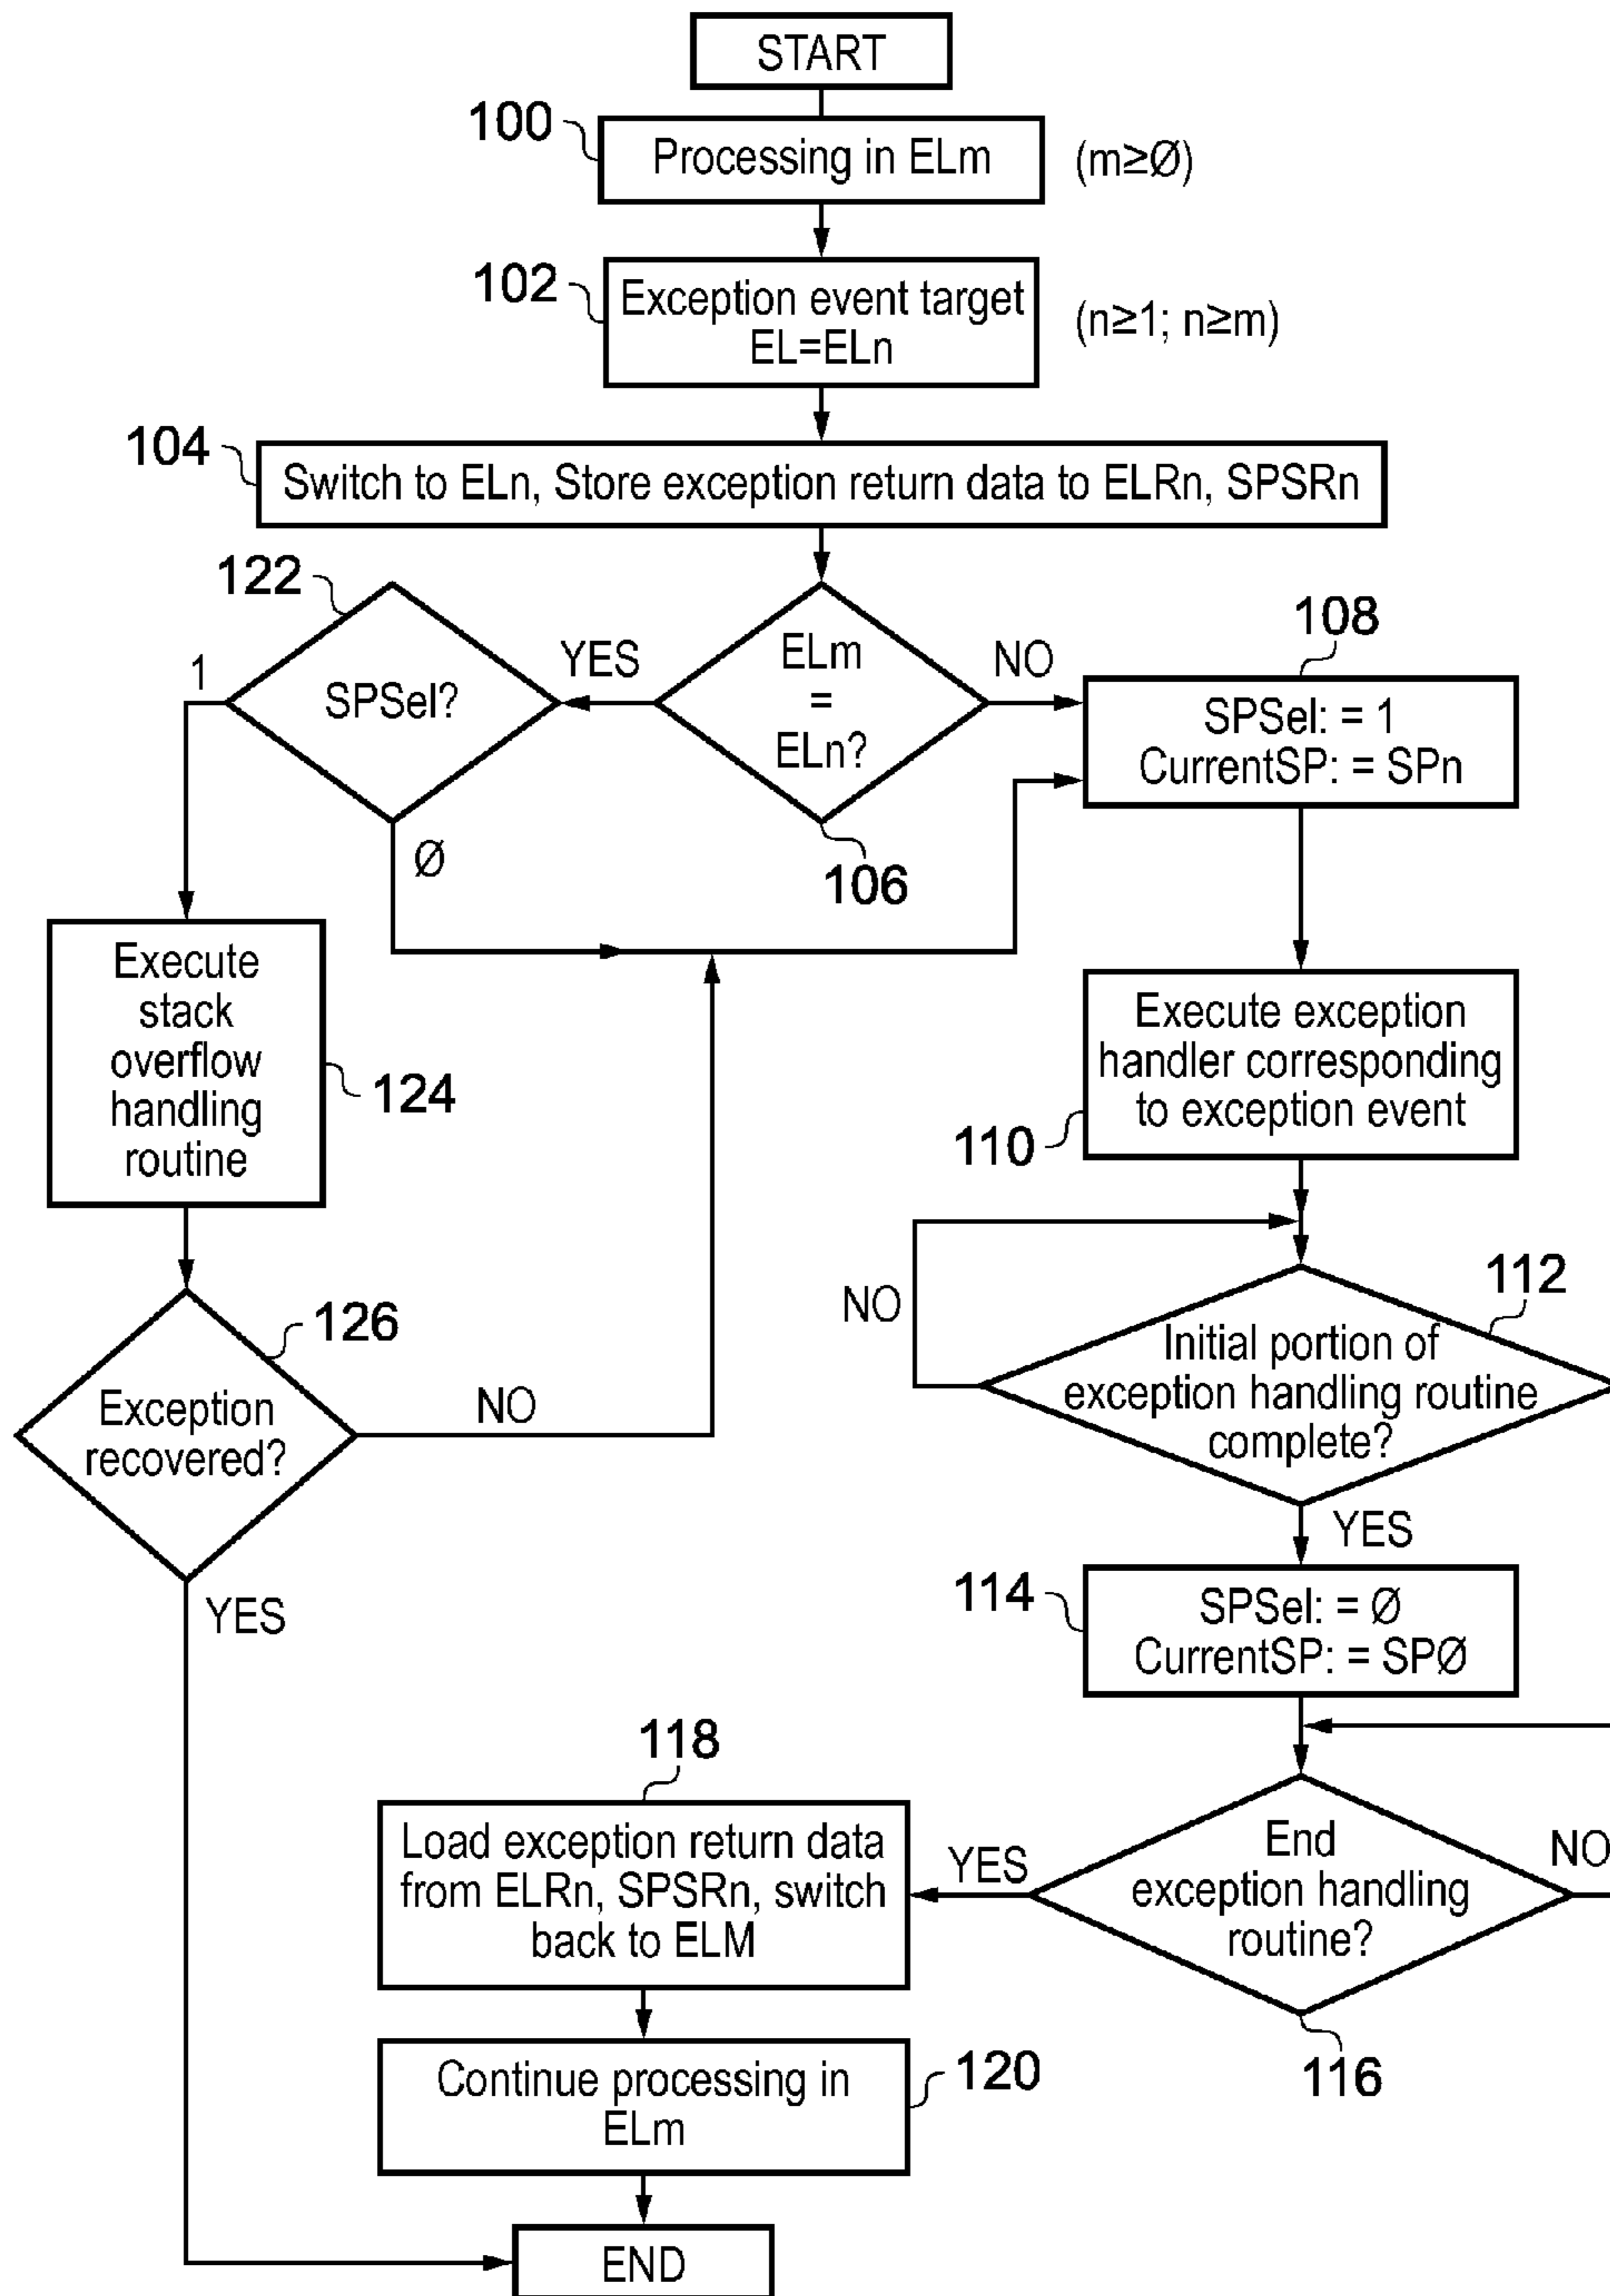 START
100
Processing in ELm
(m≥Ø)
102
Exception event target
EL=ELn
(n≥1; n≥m)
104
Switch to ELn, Store exception return data to ELRn, SPSRn
122
SPSel?
1
Ø
YES
ELm
=
ELn?
106
NO
108
SPSel: = 1
CurrentSP: = SPn
Execute
stack
overflow
handling
routine
124
Execute exception
handler corresponding
to exception event
110
126
Exception
recovered?
NO
YES
NO
112
Initial portion of
exception handling routine
complete?
YES
114
SPSel: = Ø
CurrentSP: = SPØ
118
Load exception return data
from ELRn, SPSRn, switch
back to ELM
YES
End
exception handling
routine?
NO
116
Continue processing in
ELm
120
END